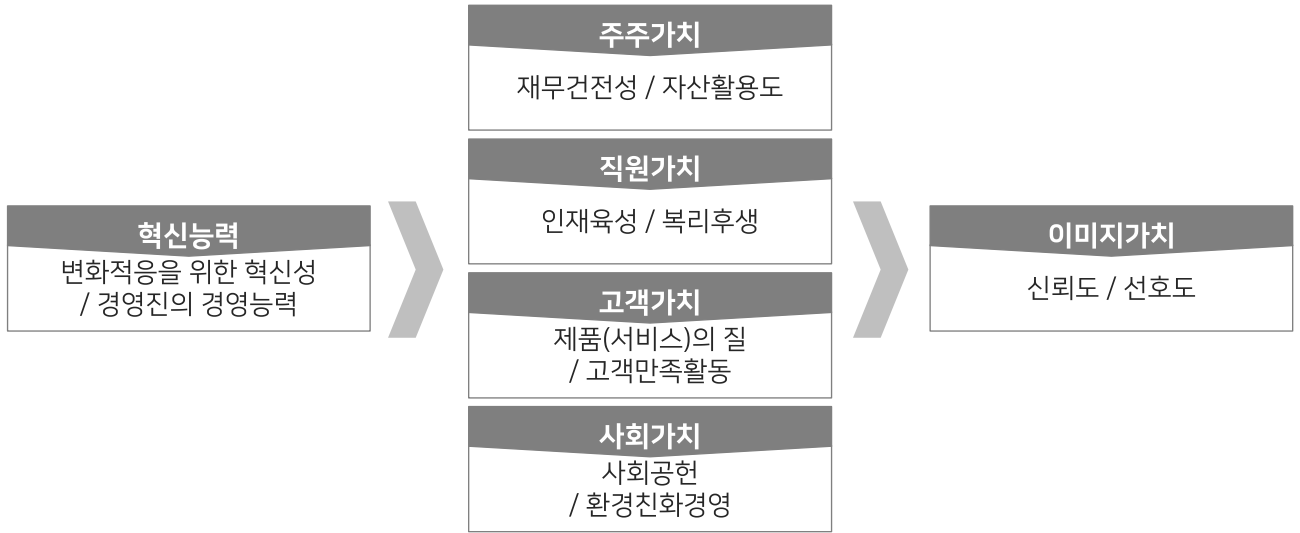 혁신능력
변화적응을 위한 혁신성
/ 경영진의 경영능력
주주가치
재무건전성 / 자산활용도
직원가치
인재육성 / 복리후생
고객가치
제품(서비스)의 질
/ 고객만족활동
사회가치
사회공헌
/ 환경친화경영
이미지가치
신뢰도 / 선호도